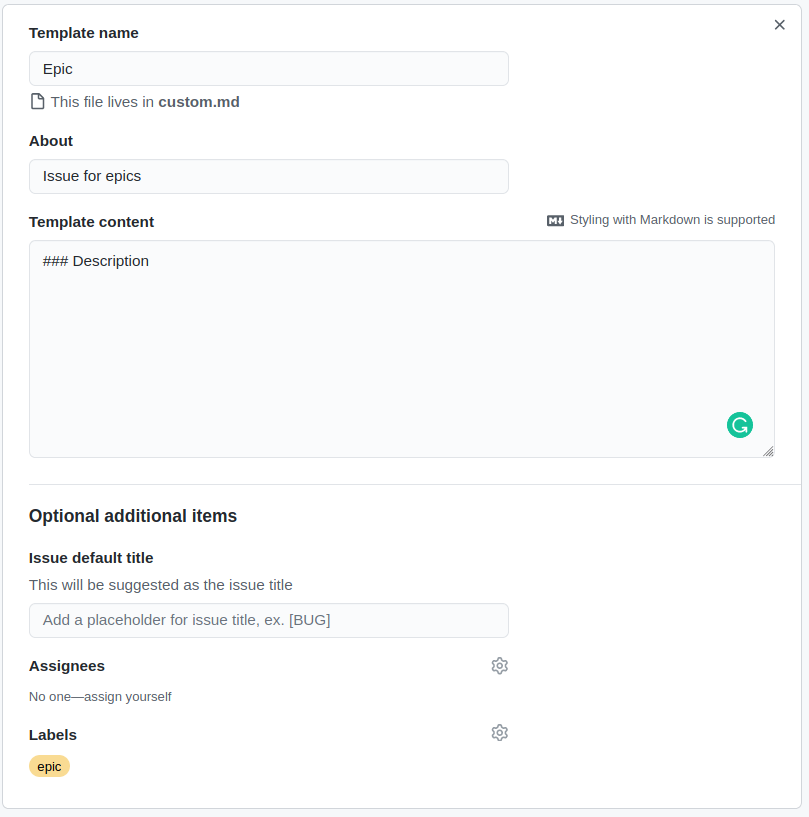 Template name
Epic
This file lives in custom.md
About
Issue for epics
Template content
Styling with Markdown is supported
### Description
Optional additional items
Issue default title
This will be suggested as the issue title
Add a placeholder for issue title, ex. [BUG]
Assignees
No one—assign yourself
Labels
epic